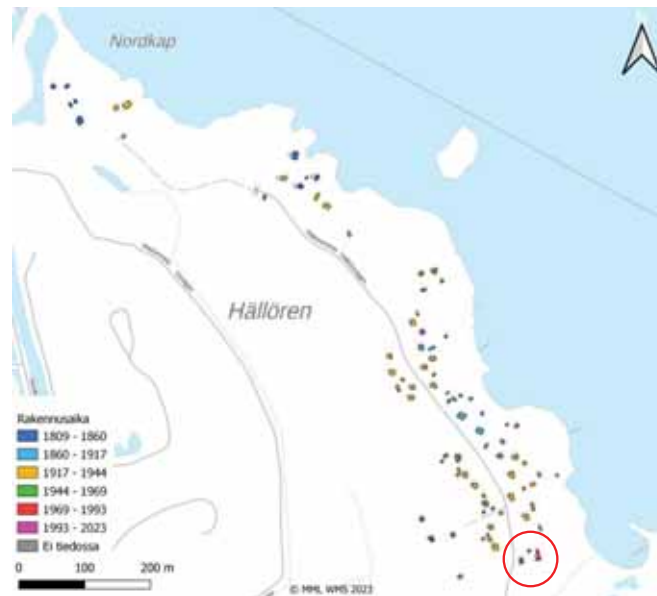 Nordkap
Hällören
Rakennusaika
1809 - 1860
1860 - 1917
1917 - 1944
1944 - 1969
1969 - 1993
1993 - 2023
Ei tiedossa
0 100 200 m
© MML WMS 2023